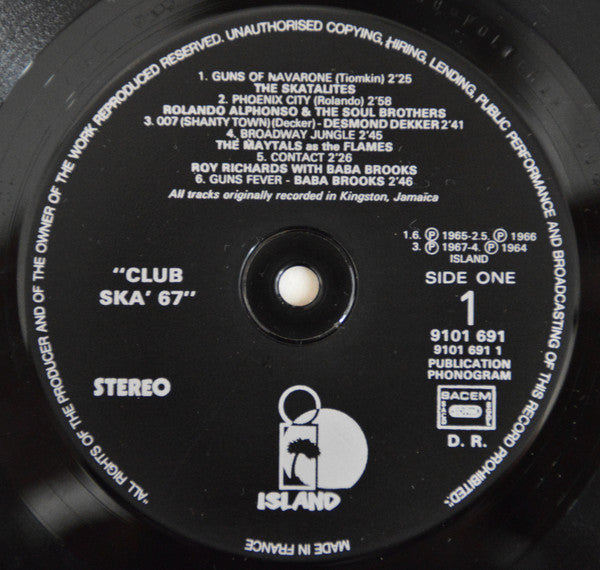 "ALL RIGHTS OF THE PRODUCER AND OF THE OWNER OF THE WORK REPRODUCED RESERVED. UNAUTHORISED COPYING, HIRING, LENDING, PUBLIC PERFORMANCE AND BROADCASTING OF THIS RECORD PROHIBITED."
1. GUNS OF NAVARONE (Tiomkin) 2'25
THE SKATALITES
2. PHOENIX CITY (Rolando) 2'58
ROLANDO ALPHONSO & THE SOUL BROTHERS
3. 007 (SHANTY TOWN) (Decker) - DESMOND DEKKER 2'41
4. BROADWAY JUNGLE 2'45
THE MAYTALS as the FLAMES
5. CONTACT 2'26
ROY RICHARDS WITH BABA BROOKS
6. GUNS FEVER - BABA BROOKS 2'46
All tracks originally recorded in Kingston, Jamaica
1.6. Ⓟ 1965-2.5. Ⓟ 1966
3. Ⓟ 1967-4. Ⓟ 1964
ISLAND
"CLUB
SKA' 67"
SIDE ONE
1
9101 691
9101 691 1
PUBLICATION
PHONOGRAM
STEREO
SACEM
D. R.
ISLAND
MADE IN FRANCE